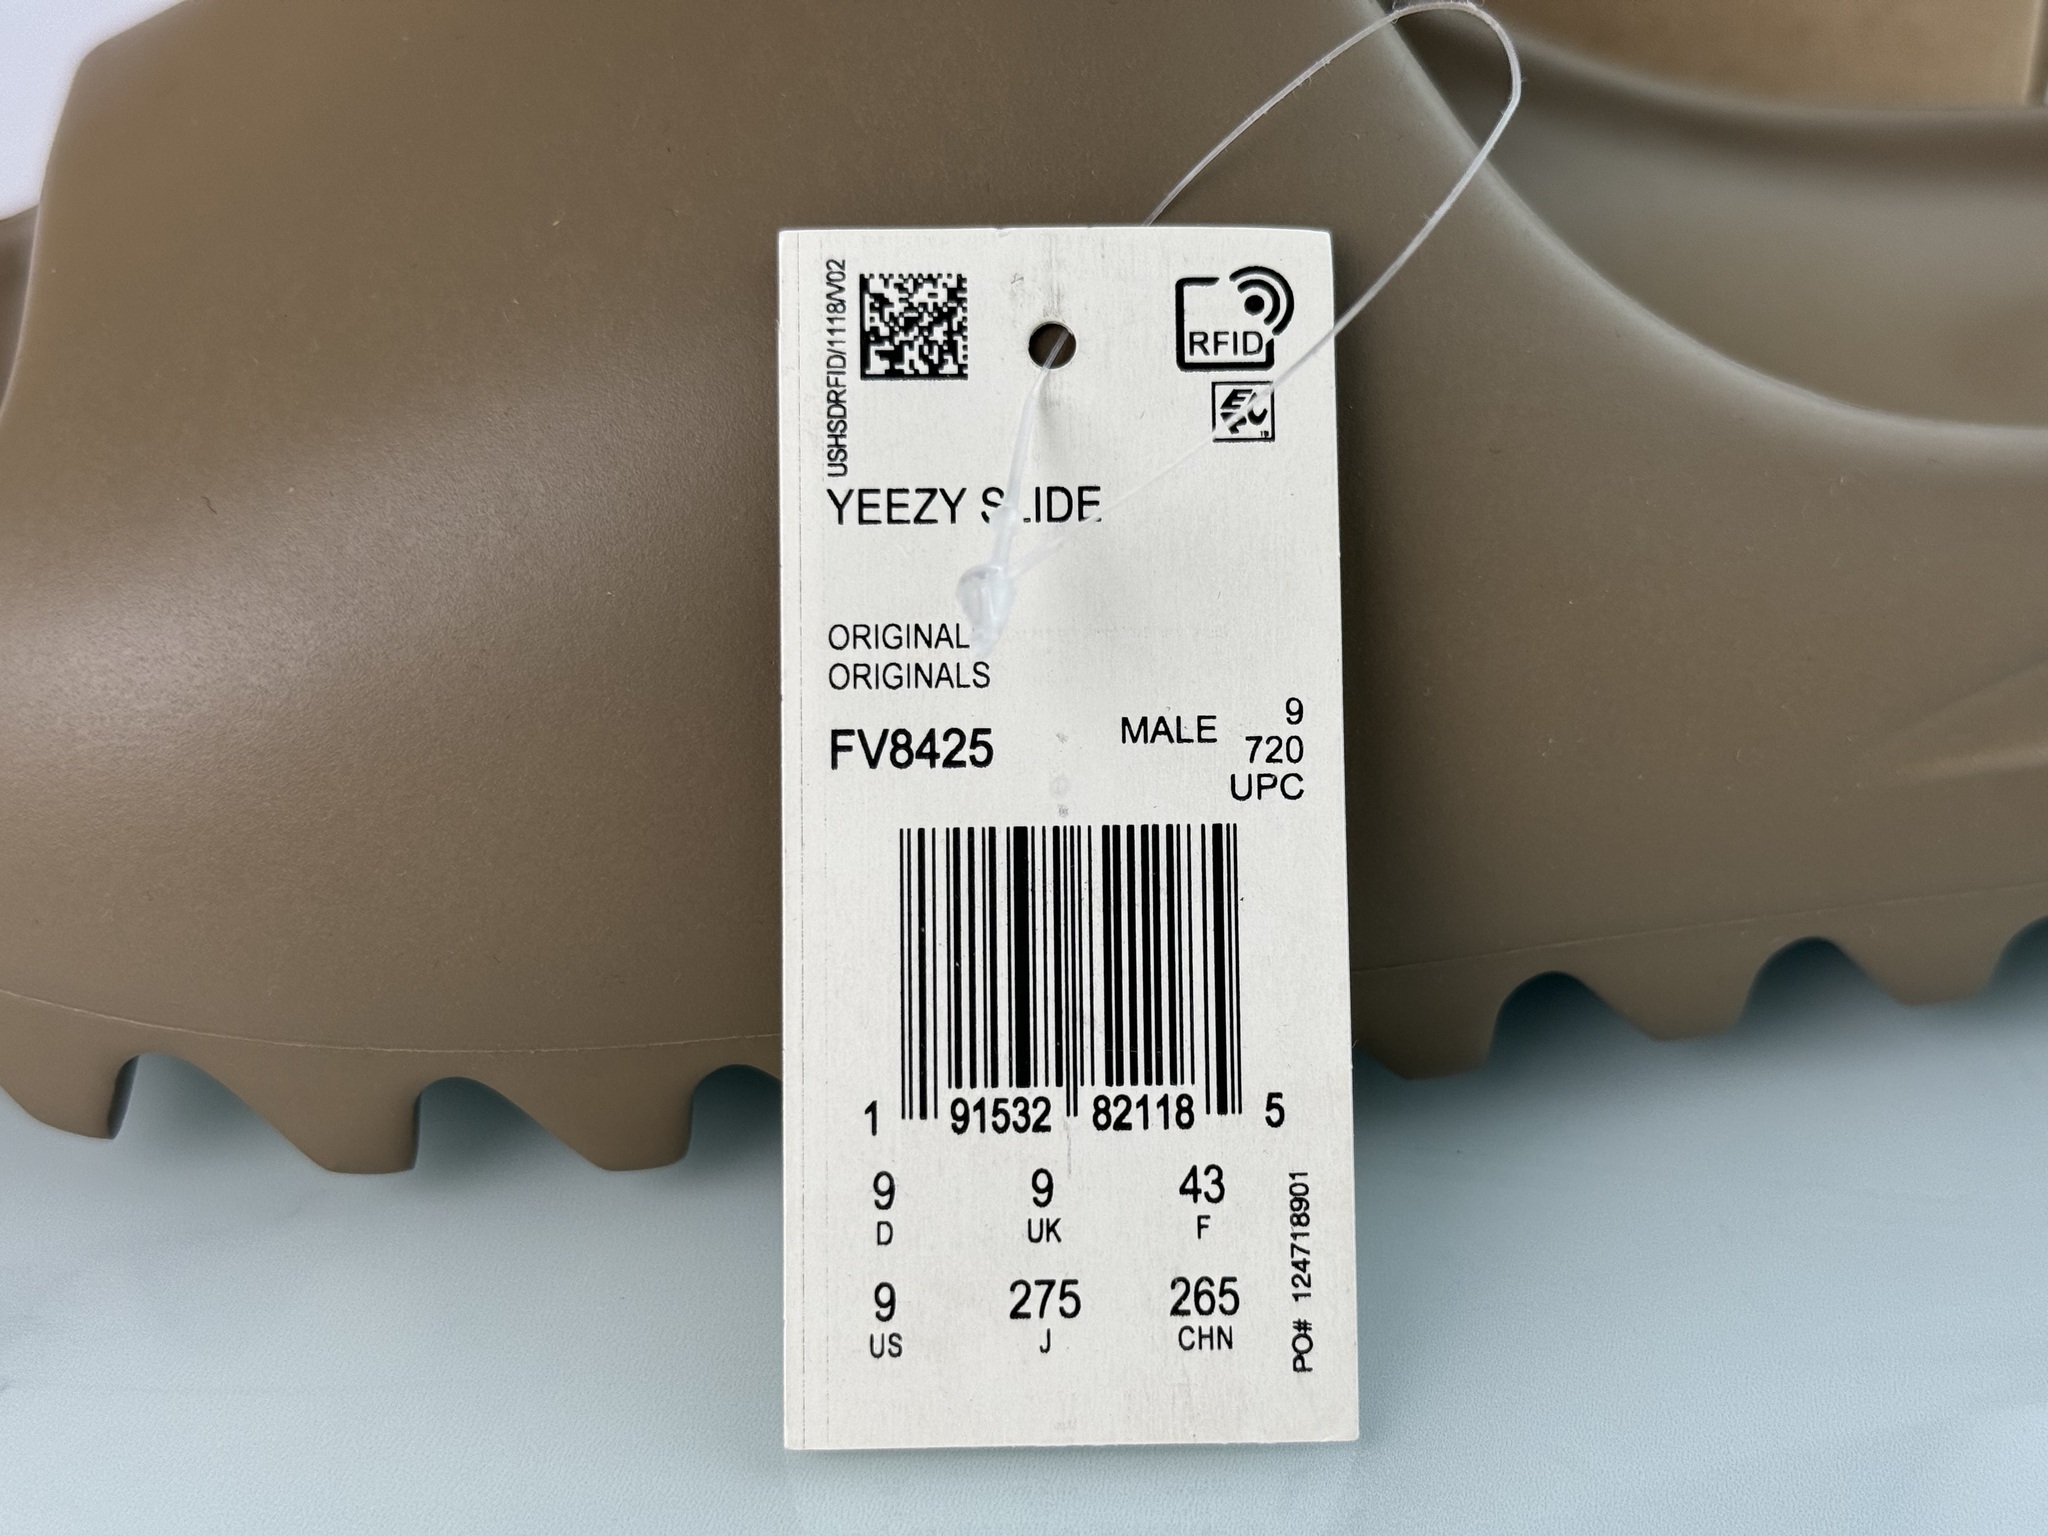 USHSDRFID/1118/V02
RFID
YEEZY SLIDE
ORIGINAL
ORIGINALS
FV8425
MALE
9
720
UPC
1 91532 82118 5
9 9 43
D UK F
9 275 265
US J CHN
PO# 124718901